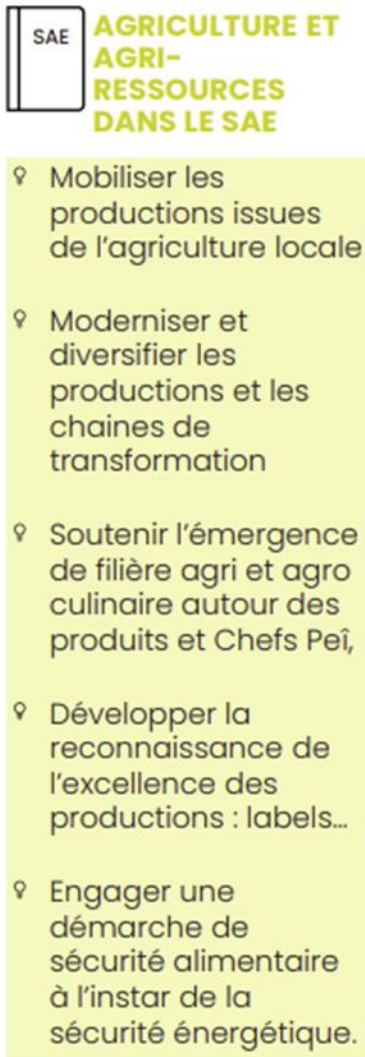 SAE
AGRICULTURE ET
AGRI-
RESSOURCES
DANS LE SAE
Mobiliser les
productions issues
de l'agriculture locale
Moderniser et
diversifier les
productions et les
chaines de
transformation
Soutenir l'émergence
de filière agri et agro
culinaire autour des
produits et Chefs Peî,
Développer la
reconnaissance de
l'excellence des
productions : labels...
Engager une
démarche de
sécurité alimentaire
à l'instar de la
sécurité énergétique.